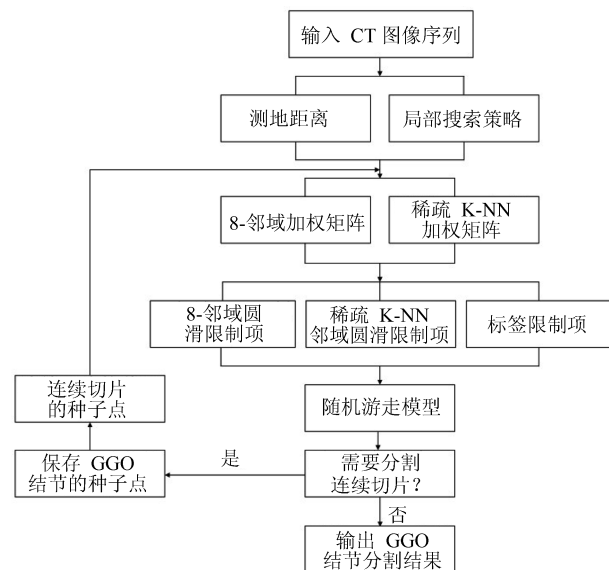 输入 CT 图像序列
测地距离
局部搜索策略
8-邻域加权矩阵
稀疏 K-NN
加权矩阵
8-邻域圆
滑限制项
稀疏 K-NN
邻域圆滑限制项
标签限制项
连续切片
的种子点
随机游走模型
保存 GGO
结节的种子点
是
需要分割
连续切片？
否
输出 GGO
结节分割结果